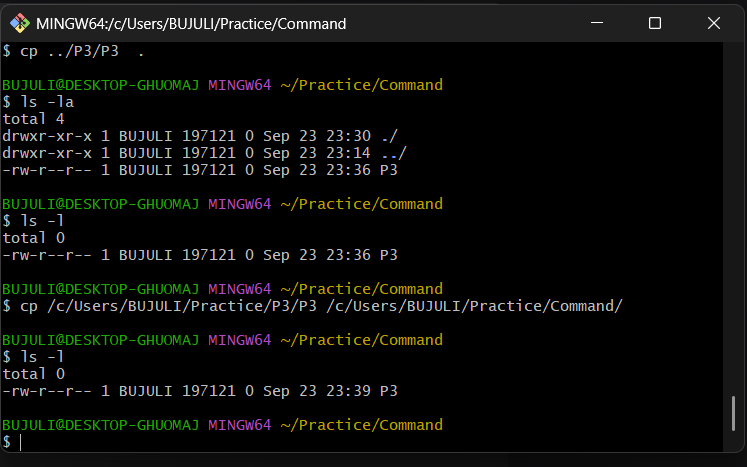 MINGW64:/c/Users/BUJULI/Practice/Command
$ cp ../P3/P3  .
BUJULI@DESKTOP-GHUOMAJ MINGW64 ~/Practice/Command
$ ls -la
total 4
drwxr-xr-x 1 BUJULI 197121 0 Sep 23 23:30 ./
drwxr-xr-x 1 BUJULI 197121 0 Sep 23 23:14 ../
-rw-r--r-- 1 BUJULI 197121 0 Sep 23 23:36 P3
BUJULI@DESKTOP-GHUOMAJ MINGW64 ~/Practice/Command
$ ls -l
total 0
-rw-r--r-- 1 BUJULI 197121 0 Sep 23 23:36 P3
BUJULI@DESKTOP-GHUOMAJ MINGW64 ~/Practice/Command
$ cp /c/Users/BUJULI/Practice/P3/P3 /c/Users/BUJULI/Practice/Command/
BUJULI@DESKTOP-GHUOMAJ MINGW64 ~/Practice/Command
$ ls -l
total 0
-rw-r--r-- 1 BUJULI 197121 0 Sep 23 23:39 P3
BUJULI@DESKTOP-GHUOMAJ MINGW64 ~/Practice/Command
$